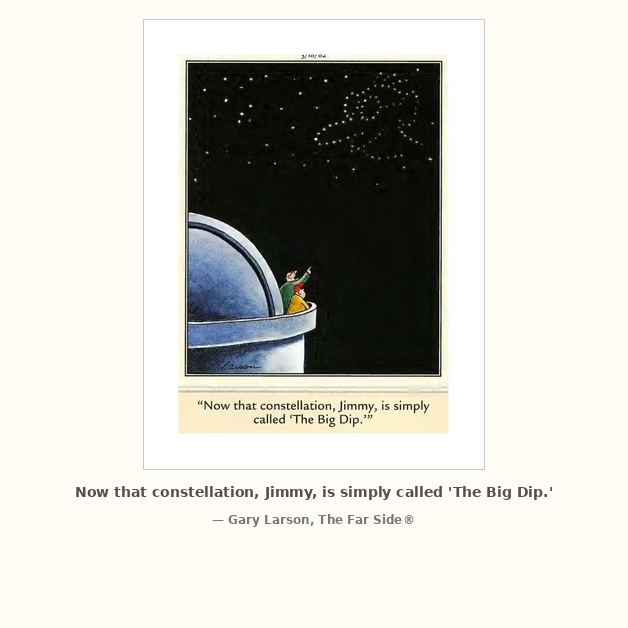 Larson
“Now that constellation, Jimmy, is simply
called ‘The Big Dip.’”
Now that constellation, Jimmy, is simply called 'The Big Dip.'
— Gary Larson, The Far Side®